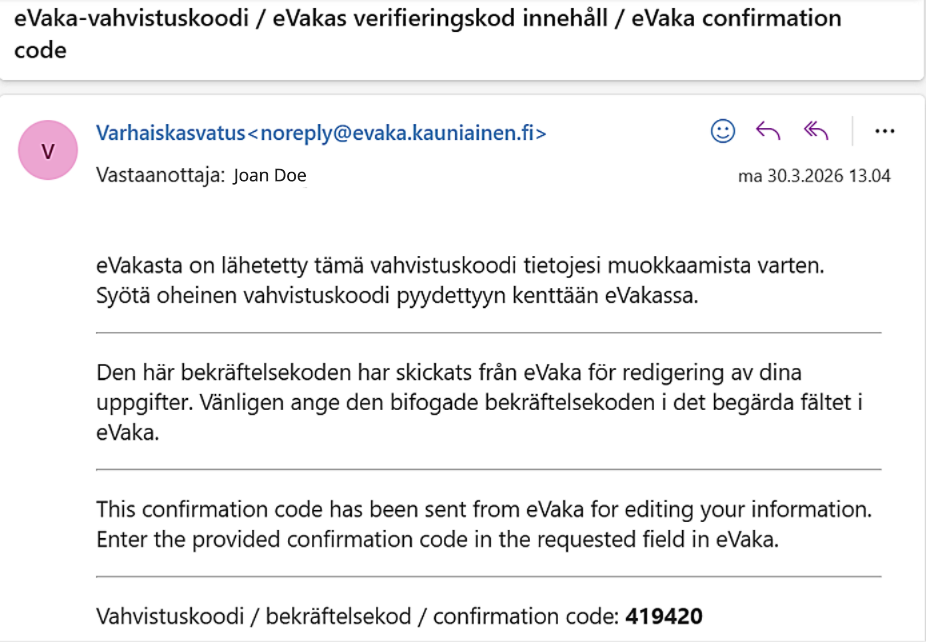 eVaka-vahvistuskoodi / eVakas verifieringskod innehåll / eVaka confirmation
code
V
Varhaiskasvatus<noreply@evaka.kauniainen.fi>
Vastaanottaja: Joan Doe
ma 30.3.2026 13.04
eVakasta on lähetetty tämä vahvistuskoodi tietojesi muokkaamista varten.
Syötä oheinen vahvistuskoodi pyydettyyn kenttään eVakassa.
Den här bekräftelsekoden har skickats från eVaka för redigering av dina
uppgifter. Vänligen ange den bifogade bekräftelsekoden i det begärda fältet i
eVaka.
This confirmation code has been sent from eVaka for editing your information.
Enter the provided confirmation code in the requested field in eVaka.
Vahvistuskoodi / bekräftelsekod / confirmation code: 419420